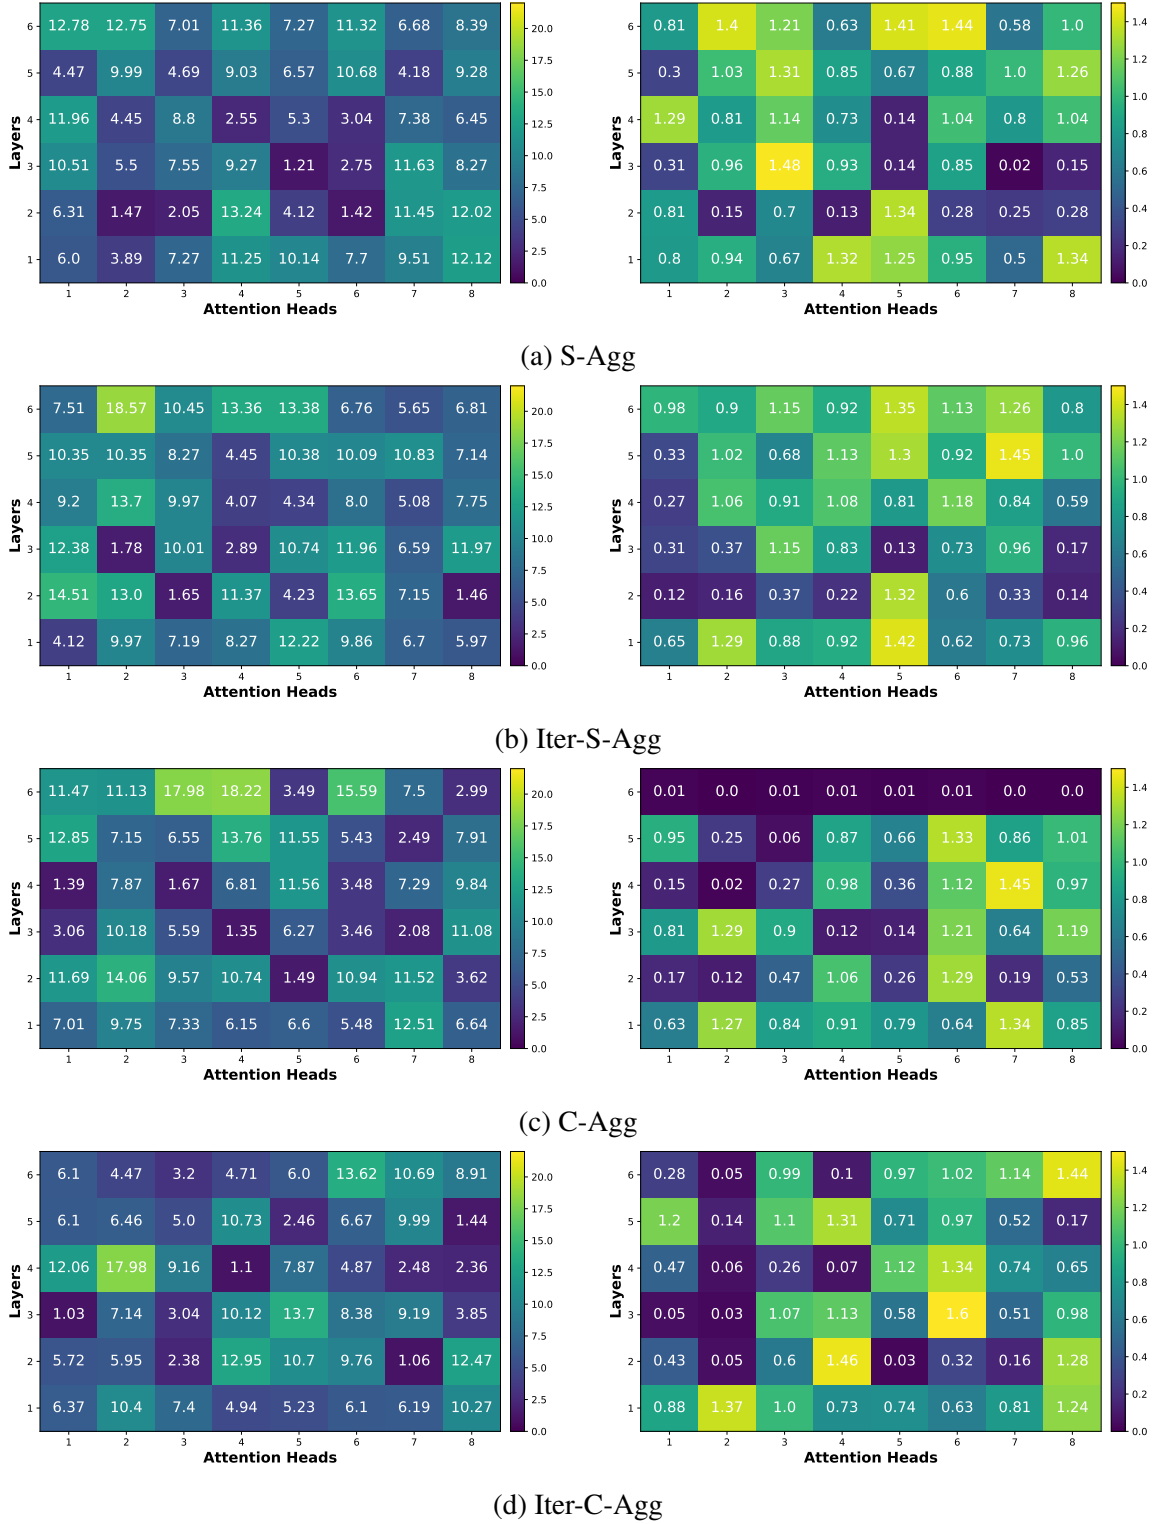 6 12.78 12.75 7.01 11.36 7.27 11.32 6.68 8.39
5 4.47 9.99 4.69 9.03 6.57 10.68 4.18 9.28
4 11.96 4.45 8.8 2.55 5.3 3.04 7.38 6.45
3 10.51 5.5 7.55 9.27 1.21 2.75 11.63 8.27
2 6.31 1.47 2.05 13.24 4.12 1.42 11.45 12.02
1 6.0 3.89 7.27 11.25 10.14 7.7 9.51 12.12
1 2 3 4 5 6 7 8
Layers
Attention Heads
20.0
17.5
15.0
12.5
10.0
7.5
5.0
2.5
0.0
6 0.81 1.4 1.21 0.63 1.41 1.44 0.58 1.0
5 0.3 1.03 1.31 0.85 0.67 0.88 1.0 1.26
4 1.29 0.81 1.14 0.73 0.14 1.04 0.8 1.04
3 0.31 0.96 1.48 0.93 0.14 0.85 0.02 0.15
2 0.81 0.15 0.7 0.13 1.34 0.28 0.25 0.28
1 0.8 0.94 0.67 1.32 1.25 0.95 0.5 1.34
1 2 3 4 5 6 7 8
Layers
Attention Heads
1.4
1.2
1.0
0.8
0.6
0.4
0.2
0.0
(a) S-Agg
6 7.51 18.57 10.45 13.36 13.38 6.76 5.65 6.81
5 10.35 10.35 8.27 4.45 10.38 10.09 10.83 7.14
4 9.2 13.7 9.97 4.07 4.34 8.0 5.08 7.75
3 12.38 1.78 10.01 2.89 10.74 11.96 6.59 11.97
2 14.51 13.0 1.65 11.37 4.23 13.65 7.15 1.46
1 4.12 9.97 7.19 8.27 12.22 9.86 6.7 5.97
1 2 3 4 5 6 7 8
Layers
Attention Heads
20.0
17.5
15.0
12.5
10.0
7.5
5.0
2.5
0.0
6 0.98 0.9 1.15 0.92 1.35 1.13 1.26 0.8
5 0.33 1.02 0.68 1.13 1.3 0.92 1.45 1.0
4 0.27 1.06 0.91 1.08 0.81 1.18 0.84 0.59
3 0.31 0.37 1.15 0.83 0.13 0.73 0.96 0.17
2 0.12 0.16 0.37 0.22 1.32 0.6 0.33 0.14
1 0.65 1.29 0.88 0.92 1.42 0.62 0.73 0.96
1 2 3 4 5 6 7 8
Layers
Attention Heads
1.4
1.2
1.0
0.8
0.6
0.4
0.2
0.0
(b) Iter-S-Agg
6 11.47 11.13 17.98 18.22 3.49 15.59 7.5 2.99
5 12.85 7.15 6.55 13.76 11.55 5.43 2.49 7.91
4 1.39 7.87 1.67 6.81 11.56 3.48 7.29 9.84
3 3.06 10.18 5.59 1.35 6.27 3.46 2.08 11.08
2 11.69 14.06 9.57 10.74 1.49 10.94 11.52 3.62
1 7.01 9.75 7.33 6.15 6.6 5.48 12.51 6.64
1 2 3 4 5 6 7 8
Layers
Attention Heads
20.0
17.5
15.0
12.5
10.0
7.5
5.0
2.5
0.0
6 0.01 0.0 0.01 0.01 0.01 0.01 0.0 0.0
5 0.95 0.25 0.06 0.87 0.66 1.33 0.86 1.01
4 0.15 0.02 0.27 0.98 0.36 1.12 1.45 0.97
3 0.81 1.29 0.9 0.12 0.14 1.21 0.64 1.19
2 0.17 0.12 0.47 1.06 0.26 1.29 0.19 0.53
1 0.63 1.27 0.84 0.91 0.79 0.64 1.34 0.85
1 2 3 4 5 6 7 8
Layers
Attention Heads
1.4
1.2
1.0
0.8
0.6
0.4
0.2
0.0
(c) C-Agg
6 6.1 4.47 3.2 4.71 6.0 13.62 10.69 8.91
5 6.1 6.46 5.0 10.73 2.46 6.67 9.99 1.44
4 12.06 17.98 9.16 1.1 7.87 4.87 2.48 2.36
3 1.03 7.14 3.04 10.12 13.7 8.38 9.19 3.85
2 5.72 5.95 2.38 12.95 10.7 9.76 1.06 12.47
1 6.37 10.4 7.4 4.94 5.23 6.1 6.19 10.27
1 2 3 4 5 6 7 8
Layers
Attention Heads
20.0
17.5
15.0
12.5
10.0
7.5
5.0
2.5
0.0
6 0.28 0.05 0.99 0.1 0.97 1.02 1.14 1.44
5 1.2 0.14 1.1 1.31 0.71 0.97 0.52 0.17
4 0.47 0.06 0.26 0.07 1.12 1.34 0.74 0.65
3 0.05 0.03 1.07 1.13 0.58 1.6 0.51 0.98
2 0.43 0.05 0.6 1.46 0.03 0.32 0.16 1.28
1 0.88 1.37 1.0 0.73 0.74 0.63 0.81 1.24
1 2 3 4 5 6 7 8
Layers
Attention Heads
1.4
1.2
1.0
0.8
0.6
0.4
0.2
0.0
(d) Iter-C-Agg